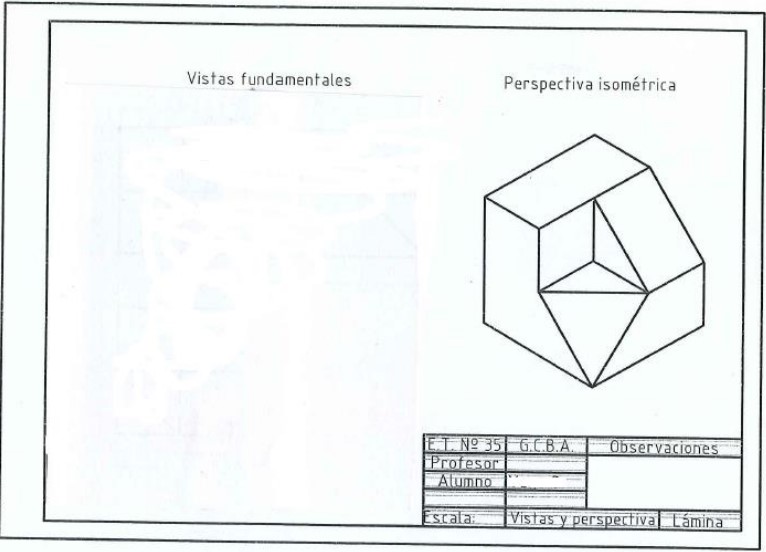 Vistas fundamentales
Perspectiva isométrica
E.T. Nº 35 G.C.B.A. Observaciones
Profesor
Alumno
Escala: Vistas y perspectiva Lámina